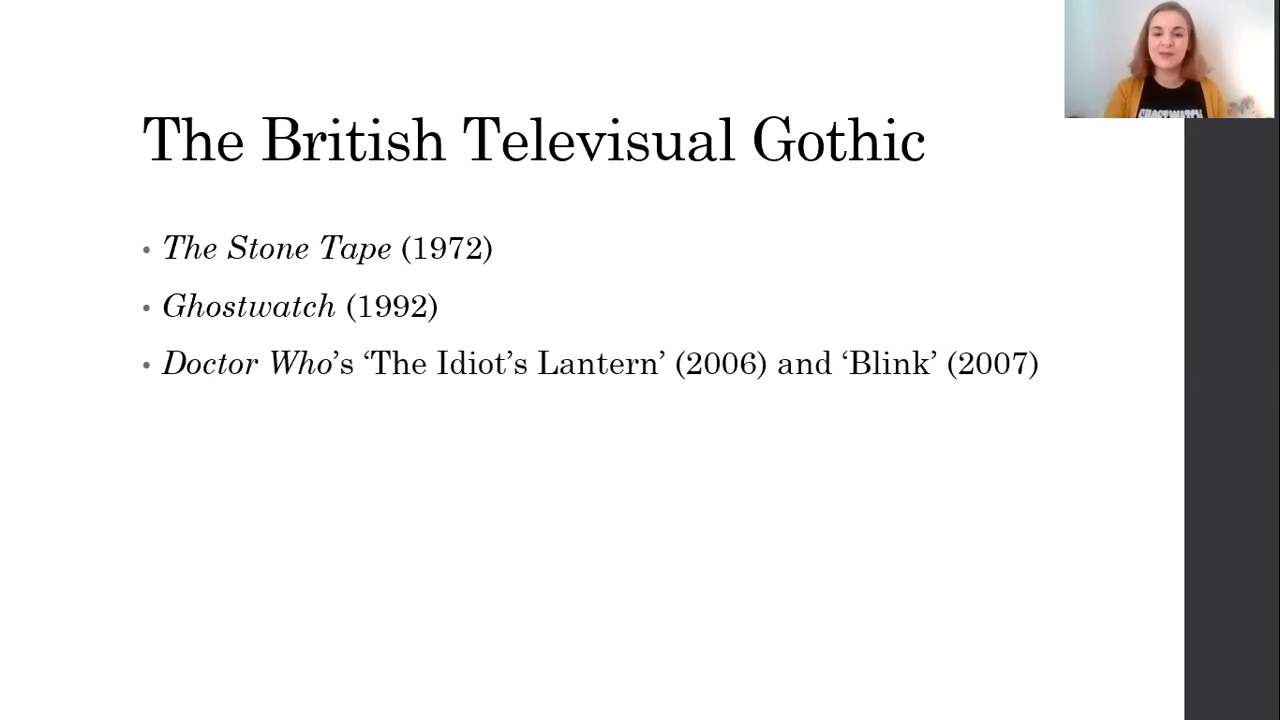 The British Televisual Gothic
• The Stone Tape (1972)
• Ghostwatch (1992)
• Doctor Who’s ‘The Idiot’s Lantern’ (2006) and ‘Blink’ (2007)
GHOSTWATCH